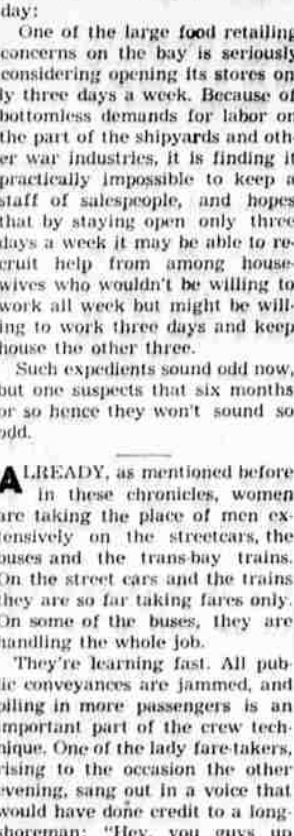 day:
One of the large food retailing
concerns on the bay is seriously
considering opening its stores on-
ly three days a week. Because of
bottomless demands for labor on
the part of the shipyards and oth-
er war industries, it is finding it
practically impossible to keep a
staff of salespeople, and hopes
that by staying open only three
days a week it may be able to re-
cruit help from among house-
wives who wouldn't be willing to
work all week but might be will-
ing to work three days and keep
house the other three.
Such expedients sound odd now,
but one suspects that six months
or so hence they won't sound so
odd.
ALREADY, as mentioned before
in these chronicles, women
are taking the place of men ex-
tensively on the streetcars, the
buses and the trans-bay trains.
On the street cars and the trains
they are so far taking fares only.
On some of the buses, they are
handling the whole job.
They're learning fast. All pub-
lic conveyances are jammed, and
piling in more passengers is an
important part of the crew tech-
nique. One of the lady fare-takers,
rising to the occasion the other
evening, sang out in a voice that
would have done credit to a long-
shoreman: "Hey, you guys up